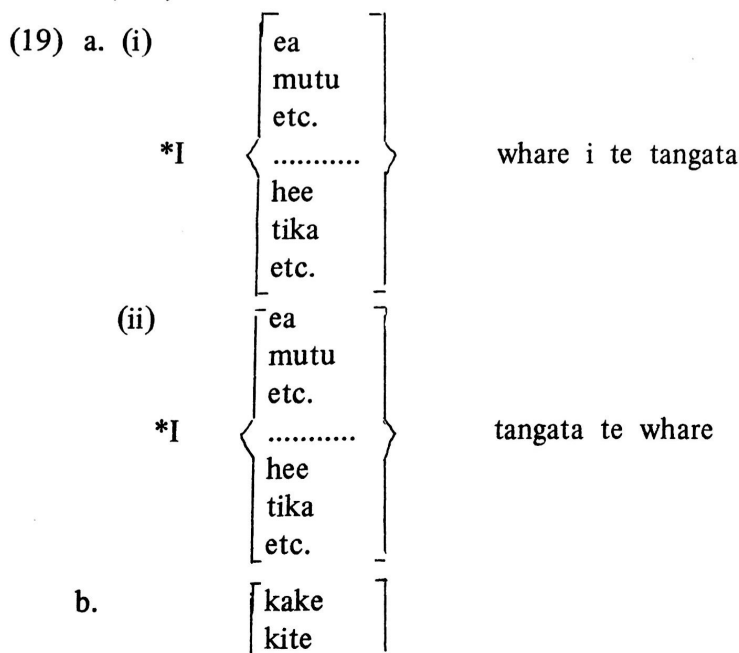 (19) a. (i) ea
mutu
etc.
*I ........... whare i te tangata
hee
tika
etc.
(ii) ea
mutu
etc.
*I ........... tangata te whare
hee
tika
etc.
b. kake
kite